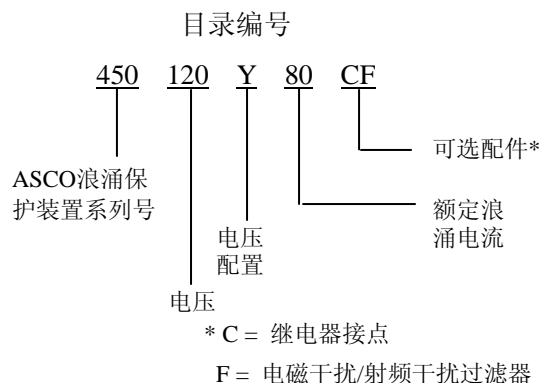 目录编号
450 120 Y 80 CF
可选配件*
ASCO浪涌保
护装置系列号
额定浪
涌电流
电压
配置
电压
* C = 继电器接点
F = 电磁干扰/射频干扰过滤器